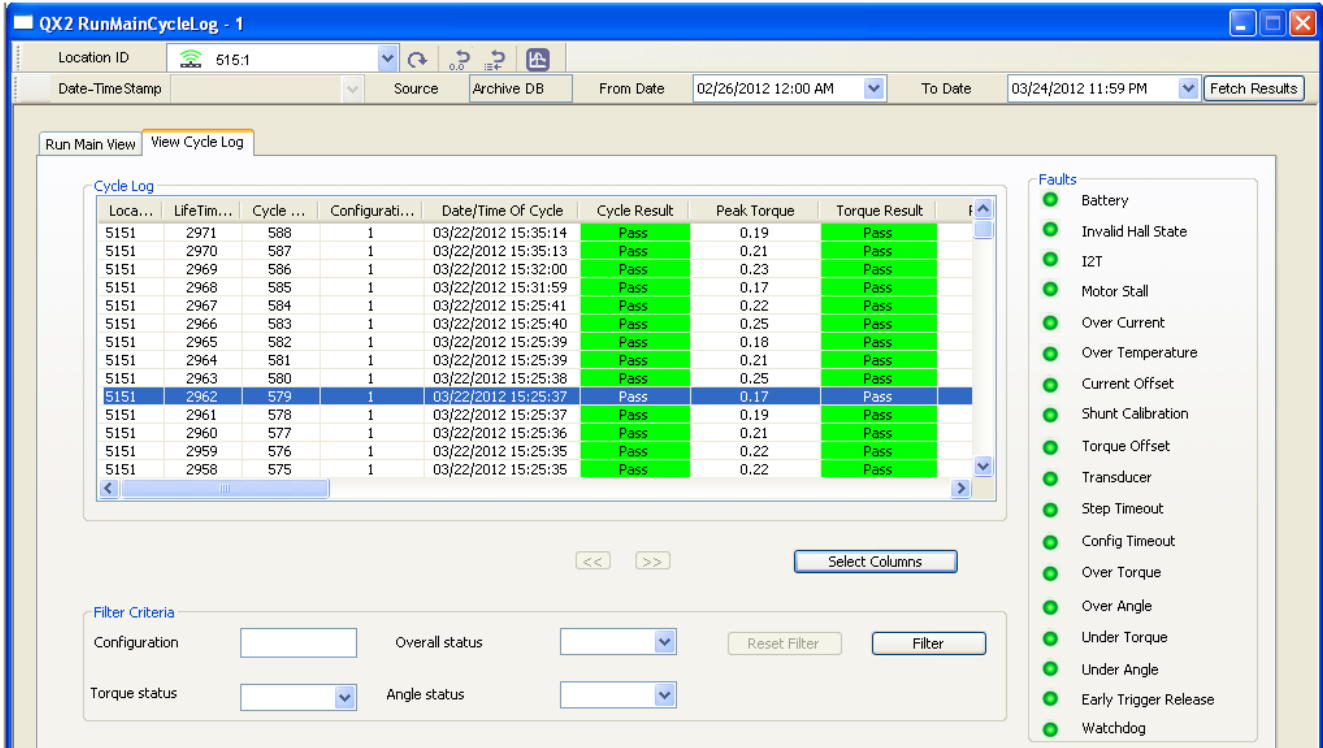 QX2 RunMainCycleLog - 1
Location ID 515:1
Date-TimeStamp Source Archive DB From Date 02/26/2012 12:00 AM To Date 03/24/2012 11:59 PM Fetch Results
Run Main View View Cycle Log
Cycle Log
Loca... LifeTim... Cycle ... Configurati... Date/Time Of Cycle Cycle Result Peak Torque Torque Result
5151 2971 588 1 03/22/2012 15:35:14 Pass 0.19 Pass
5151 2970 587 1 03/22/2012 15:35:13 Pass 0.21 Pass
5151 2969 586 1 03/22/2012 15:32:00 Pass 0.23 Pass
5151 2968 585 1 03/22/2012 15:31:59 Pass 0.17 Pass
5151 2967 584 1 03/22/2012 15:25:41 Pass 0.22 Pass
5151 2966 583 1 03/22/2012 15:25:40 Pass 0.25 Pass
5151 2965 582 1 03/22/2012 15:25:39 Pass 0.18 Pass
5151 2964 581 1 03/22/2012 15:25:39 Pass 0.21 Pass
5151 2963 580 1 03/22/2012 15:25:38 Pass 0.25 Pass
5151 2962 579 1 03/22/2012 15:25:37 Pass 0.17 Pass
5151 2961 578 1 03/22/2012 15:25:37 Pass 0.19 Pass
5151 2960 577 1 03/22/2012 15:25:36 Pass 0.21 Pass
5151 2959 576 1 03/22/2012 15:25:35 Pass 0.22 Pass
5151 2958 575 1 03/22/2012 15:25:35 Pass 0.22 Pass
<< >> Select Columns
Filter Criteria
Configuration Overall status Reset Filter Filter
Torque status Angle status
Faults
Battery
Invalid Hall State
I2T
Motor Stall
Over Current
Over Temperature
Current Offset
Shunt Calibration
Torque Offset
Transducer
Step Timeout
Config Timeout
Over Torque
Over Angle
Under Torque
Under Angle
Early Trigger Release
Watchdog